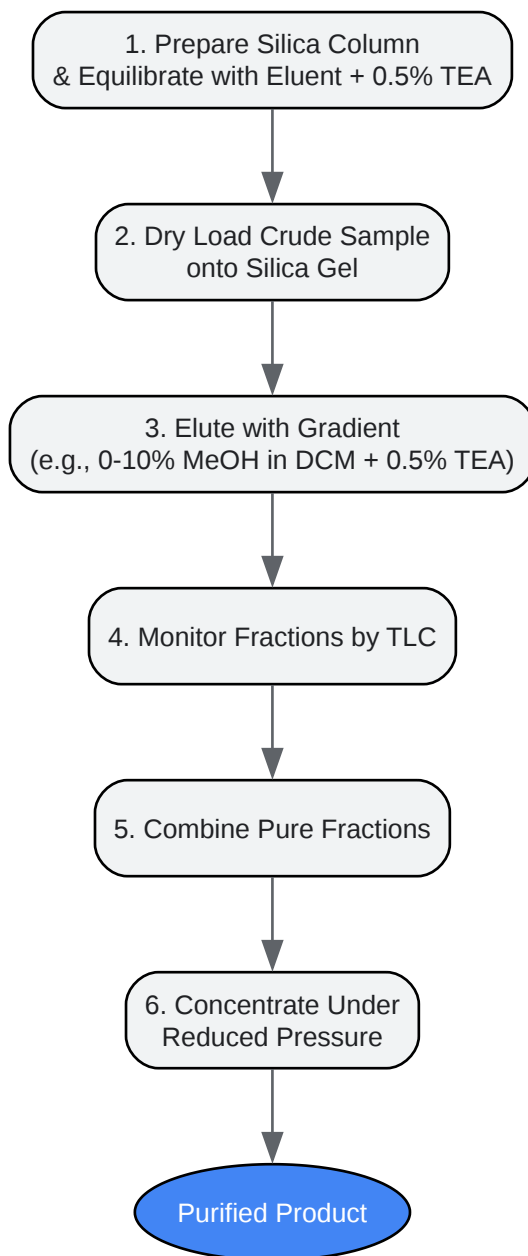 1. Prepare Silica Column
& Equilibrate with Eluent + 0.5% TEA
2. Dry Load Crude Sample
onto Silica Gel
3. Elute with Gradient
(e.g., 0-10% MeOH in DCM + 0.5% TEA)
4. Monitor Fractions by TLC
5. Combine Pure Fractions
6. Concentrate Under
Reduced Pressure
Purified Product